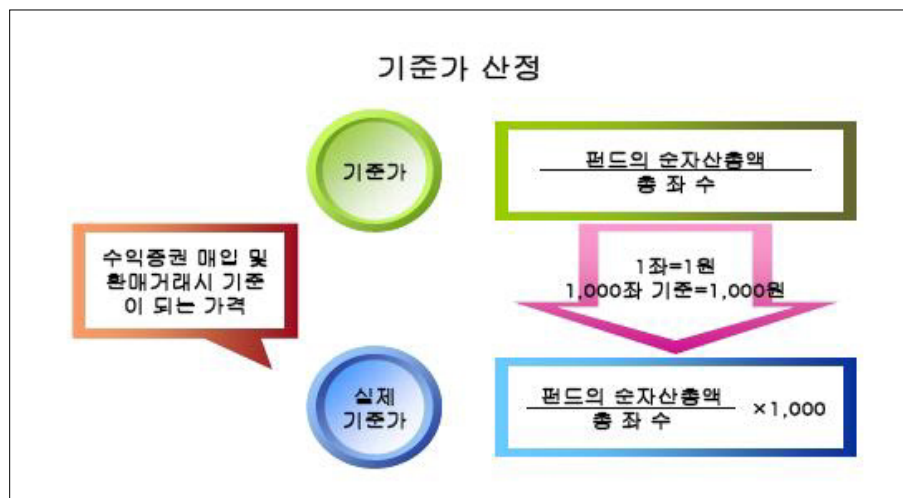 기준가 산정
기준가
펀드의 순자산총액
총 좌 수
수익증권 매입 및
환매거래시 기준
이 되는 가격
1좌=1원
1,000좌 기준=1,000원
실제
기준가
펀드의 순자산총액
총 좌 수
×1,000